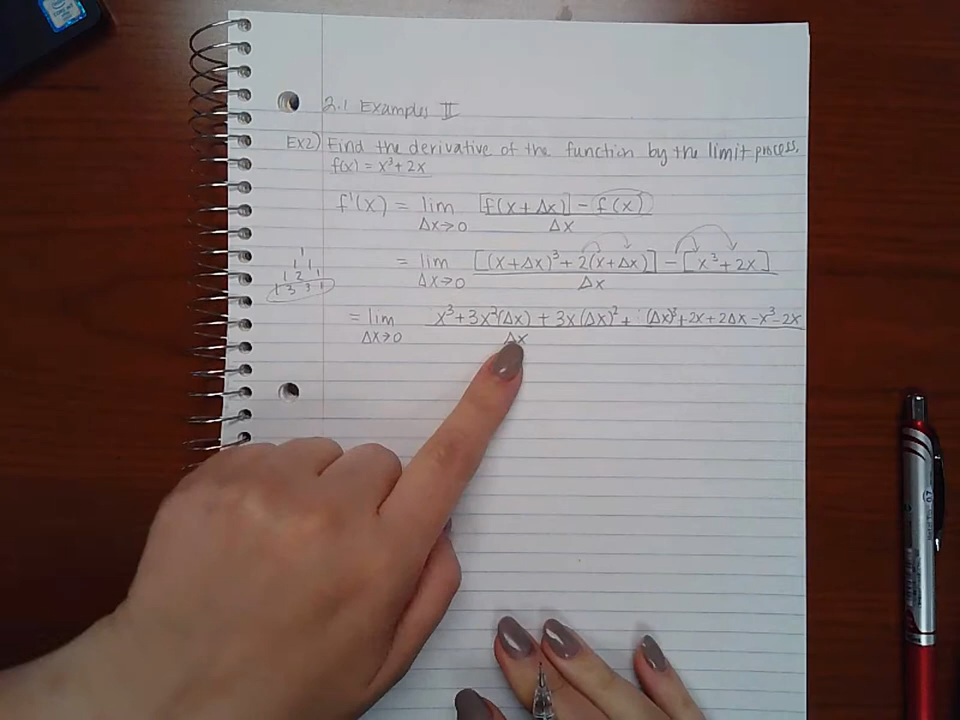 2.1 Examples II
Ex2) Find the derivative of the function by the limit process.
f(x) = x³+2x
f'(x) = lim [f(x+Δx)] - f(x)
Δx→0 Δx
= lim [(x+Δx)³+2(x+Δx)] - [x³+2x]
Δx→0 Δx
1
1 1
1 2 1
1 3 3 1
= lim x³+3x²(Δx) + 3x(Δx)² + (Δx)³+2x+2Δx-x³-2x
Δx→0 Δx